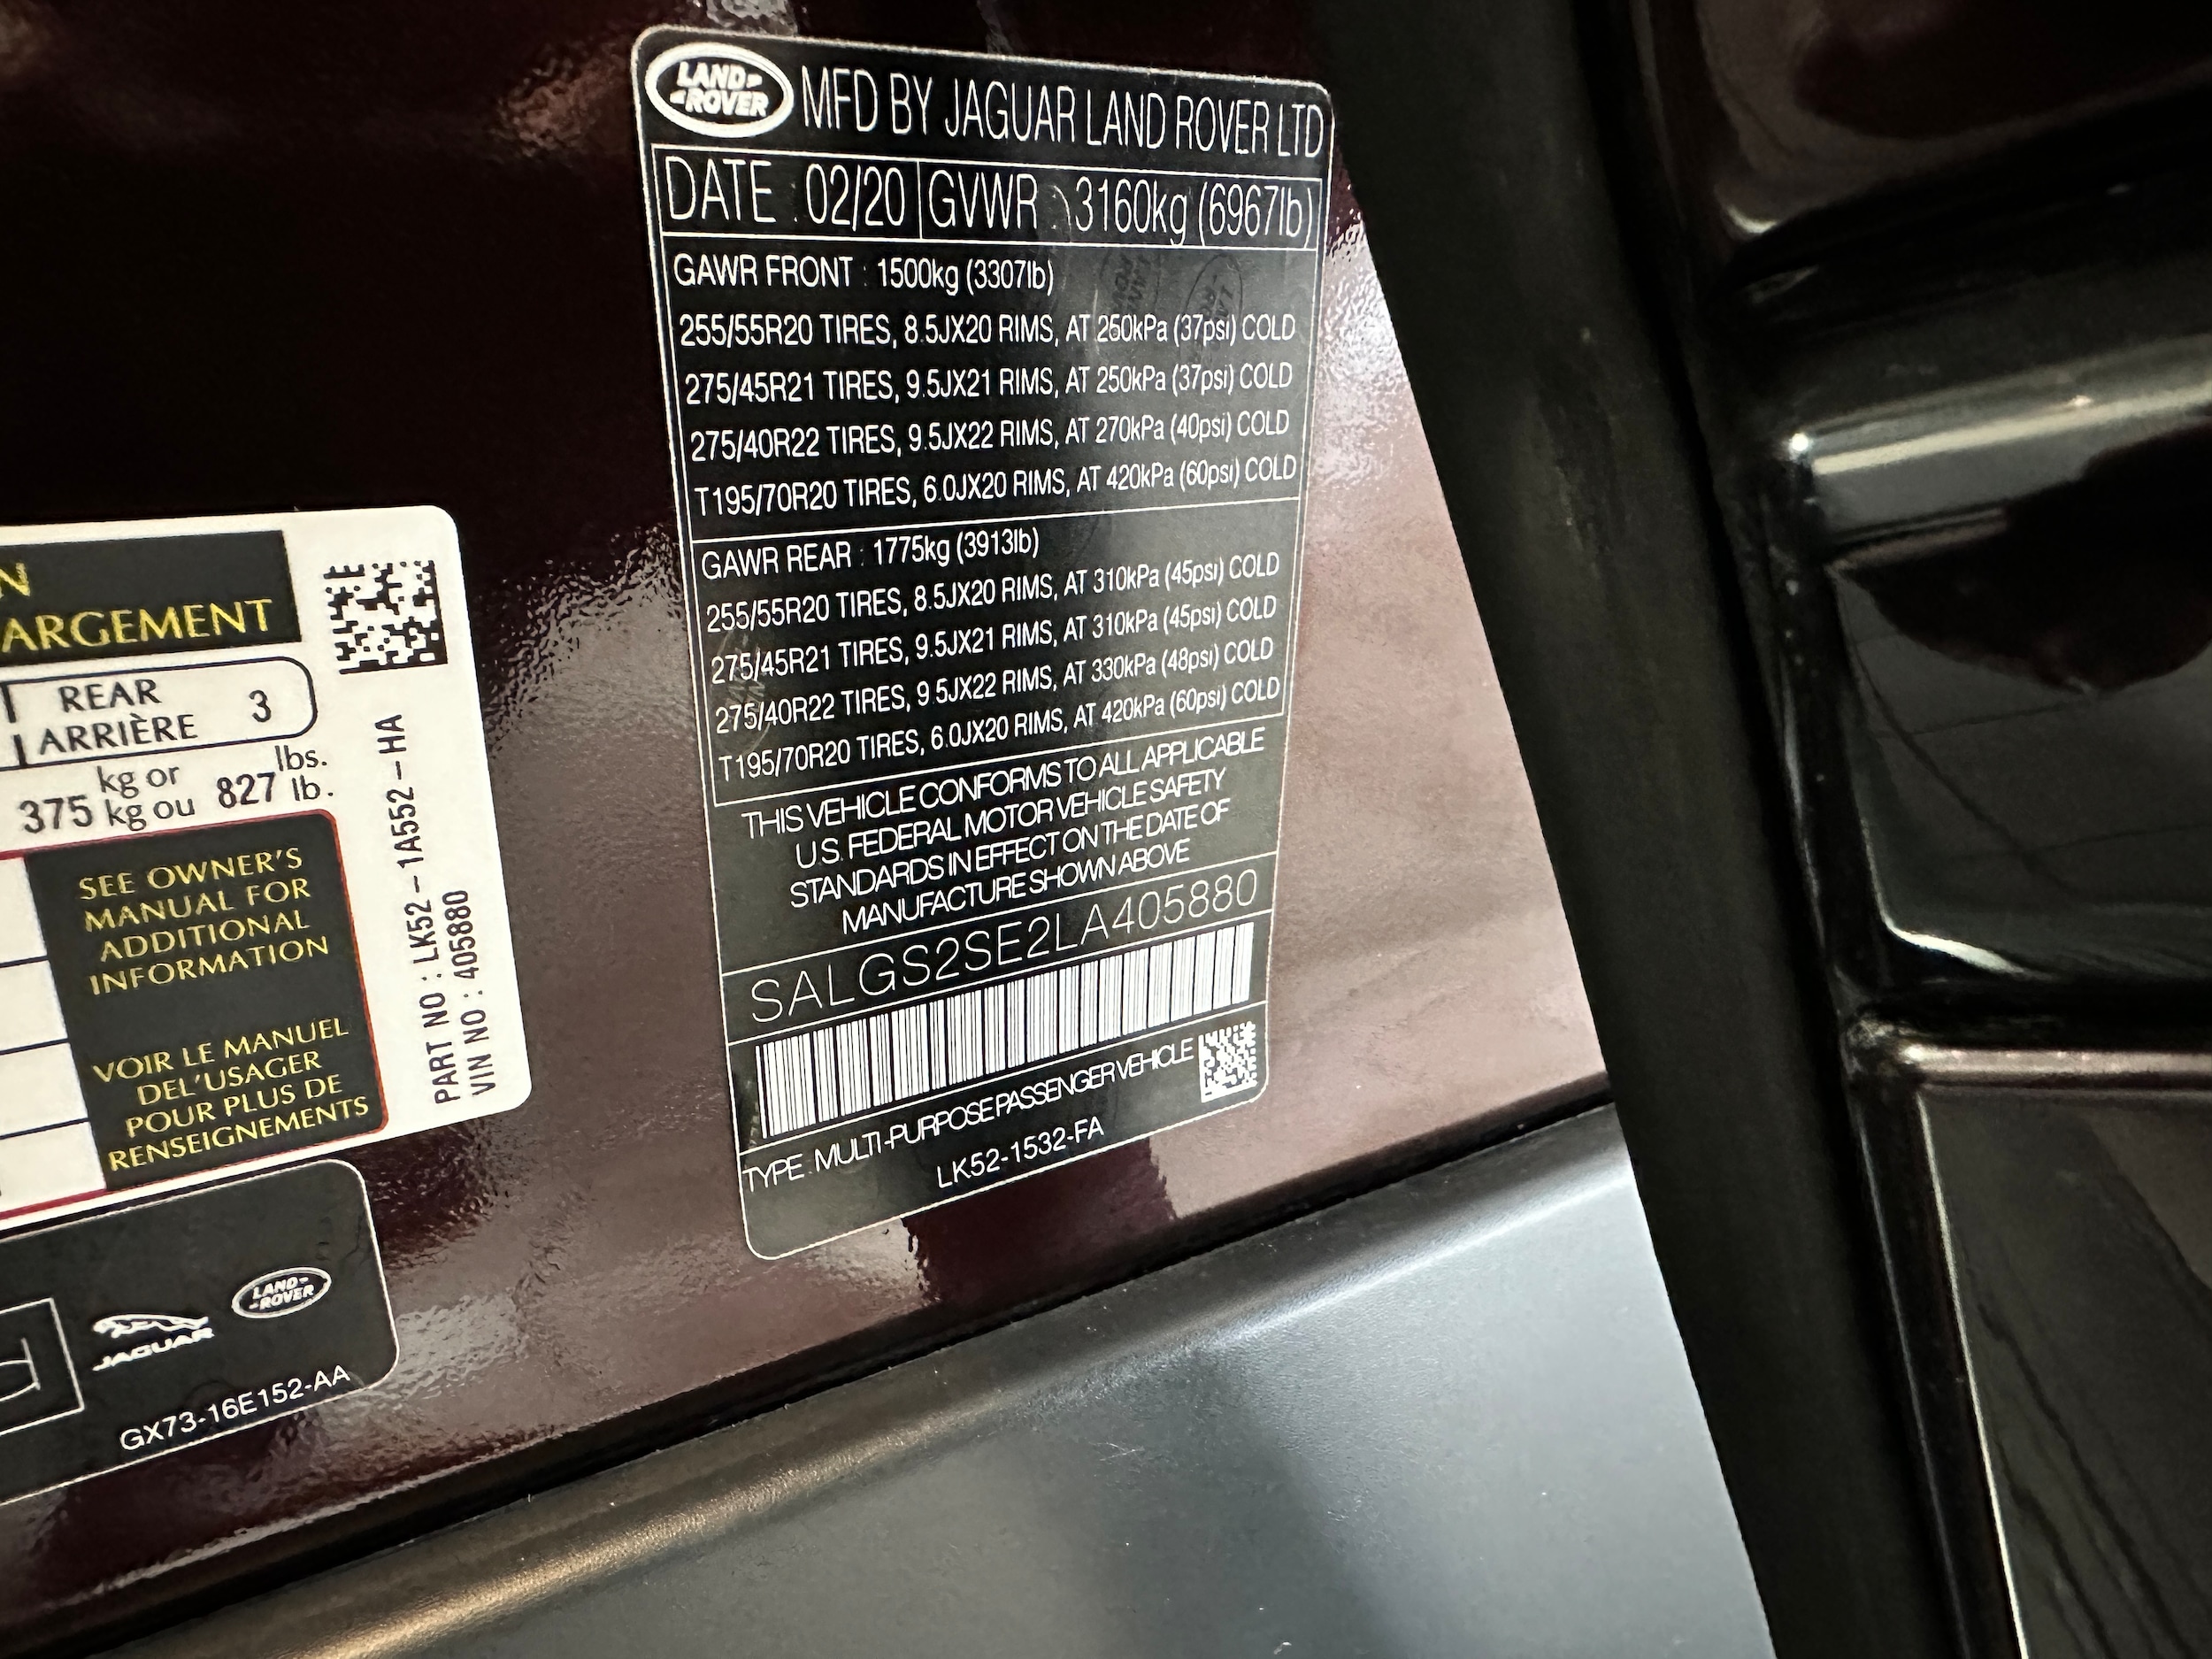 LAND ROVER
MFD BY JAGUAR LAND ROVER LTD
DATE : 02/20 GVWR : 3160kg (6967lb)
GAWR FRONT : 1500kg (3307lb)
255/55R20 TIRES, 8.5JX20 RIMS, AT 250kPa (37psi) COLD
275/45R21 TIRES, 9.5JX21 RIMS, AT 250kPa (37psi) COLD
275/40R22 TIRES, 9.5JX22 RIMS, AT 270kPa (40psi) COLD
T195/70R20 TIRES, 6.0JX20 RIMS, AT 420kPa (60psi) COLD
GAWR REAR : 1775kg (3913lb)
255/55R20 TIRES, 8.5JX20 RIMS, AT 310kPa (45psi) COLD
275/45R21 TIRES, 9.5JX21 RIMS, AT 310kPa (45psi) COLD
275/40R22 TIRES, 9.5JX22 RIMS, AT 330kPa (48psi) COLD
T195/70R20 TIRES, 6.0JX20 RIMS, AT 420kPa (60psi) COLD
THIS VEHICLE CONFORMS TO ALL APPLICABLE
U.S. FEDERAL MOTOR VEHICLE SAFETY
STANDARDS IN EFFECT ON THE DATE OF
MANUFACTURE SHOWN ABOVE
SALGS2SE2LA405880
TYPE : MULTI-PURPOSE PASSENGER VEHICLE
LK52-1532-FA
N
ARGEMENT
REAR
ARRIÈRE 3
kg or lbs.
375 kg ou 827 lb.
SEE OWNER'S
MANUAL FOR
ADDITIONAL
INFORMATION
VOIR LE MANUEL
DEL'USAGER
POUR PLUS DE
RENSEIGNEMENTS
PART NO : LK52-1A552-HA
VIN NO : 405880
JAGUAR
LAND ROVER
GX73-16E152-AA